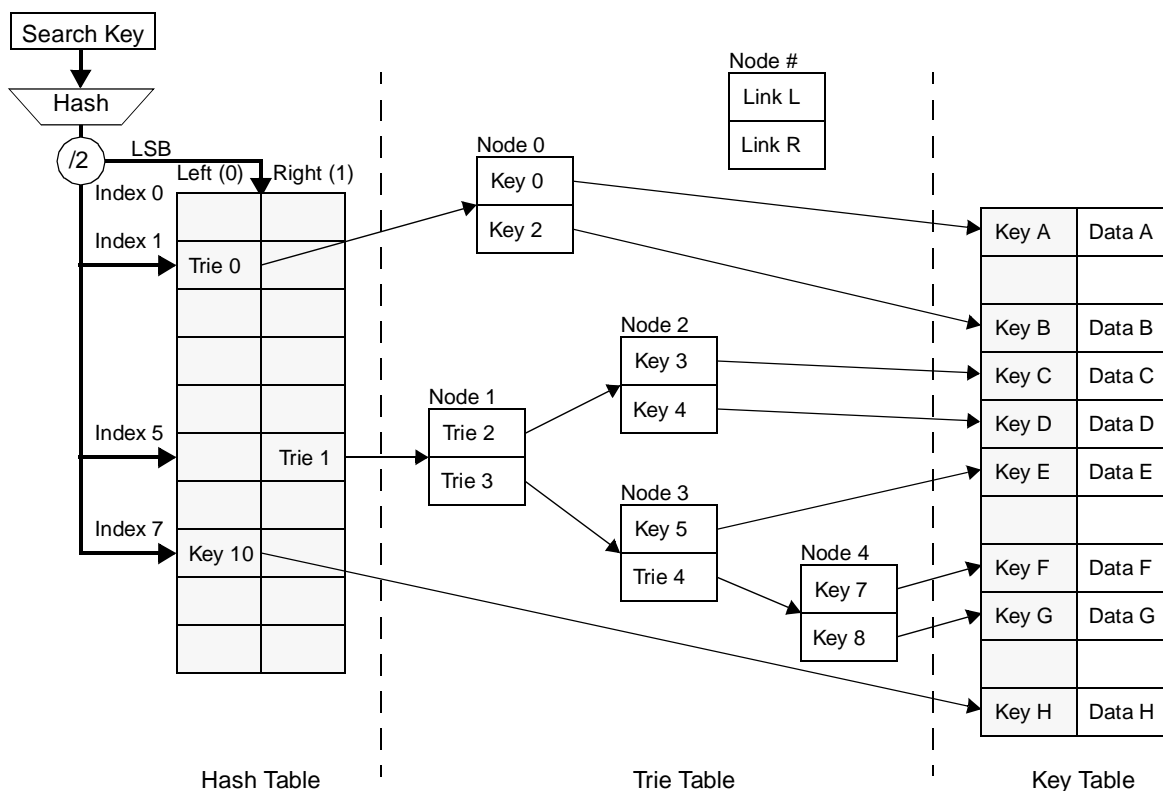 Search Key
Hash
/2
LSB
Left (0) Right (1)
Index 0
Index 1
Trie 0
Index 5
Trie 1
Index 7
Key 10
Hash Table
Node #
Link L
Link R
Node 0
Key 0
Key 2
Node 2
Key 3
Key 4
Node 1
Trie 2
Trie 3
Node 3
Key 5
Trie 4
Node 4
Key 7
Key 8
Trie Table
Key A Data A
Key B Data B
Key C Data C
Key D Data D
Key E Data E
Key F Data F
Key G Data G
Key H Data H
Key Table